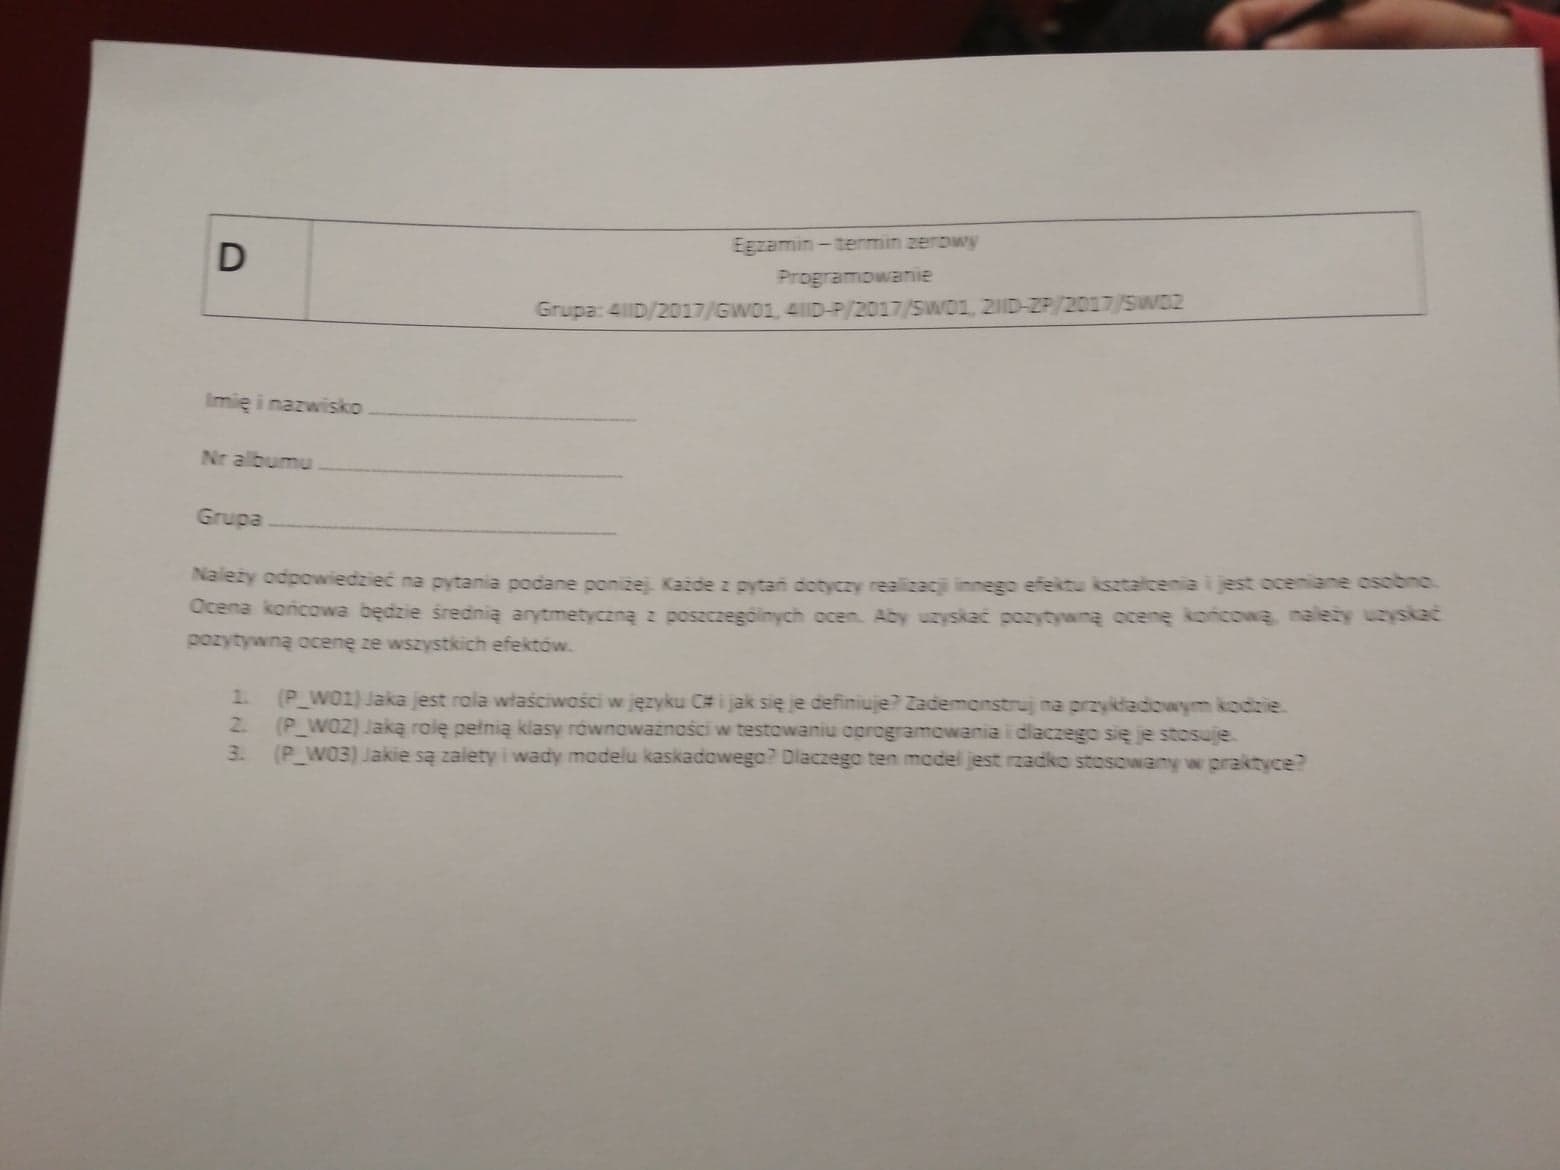 D
Egzamin – termin zerowy
Programowanie
Grupa: 4IID/2017/GW01, 4IID-P/2017/SW01, 2IID-ZP/2017/SW02
Imię i nazwisko
Nr albumu
Grupa
Należy odpowiedzieć na pytania podane poniżej. Każde z pytań dotyczy realizacji innego efektu kształcenia i jest oceniane osobno.
Ocena końcowa będzie średnią arytmetyczną z poszczególnych ocen. Aby uzyskać pozytywną ocenę końcową, należy uzyskać
pozytywną ocenę ze wszystkich efektów.
1. (P_W01) Jaka jest rola właściwości w języku C# i jak się je definiuje? Zademonstruj na przykładowym kodzie.
2. (P_W02) Jaką rolę pełnią klasy równoważności w testowaniu oprogramowania i dlaczego się je stosuje.
3. (P_W03) Jakie są zalety i wady modelu kaskadowego? Dlaczego ten model jest rzadko stosowany w praktyce?